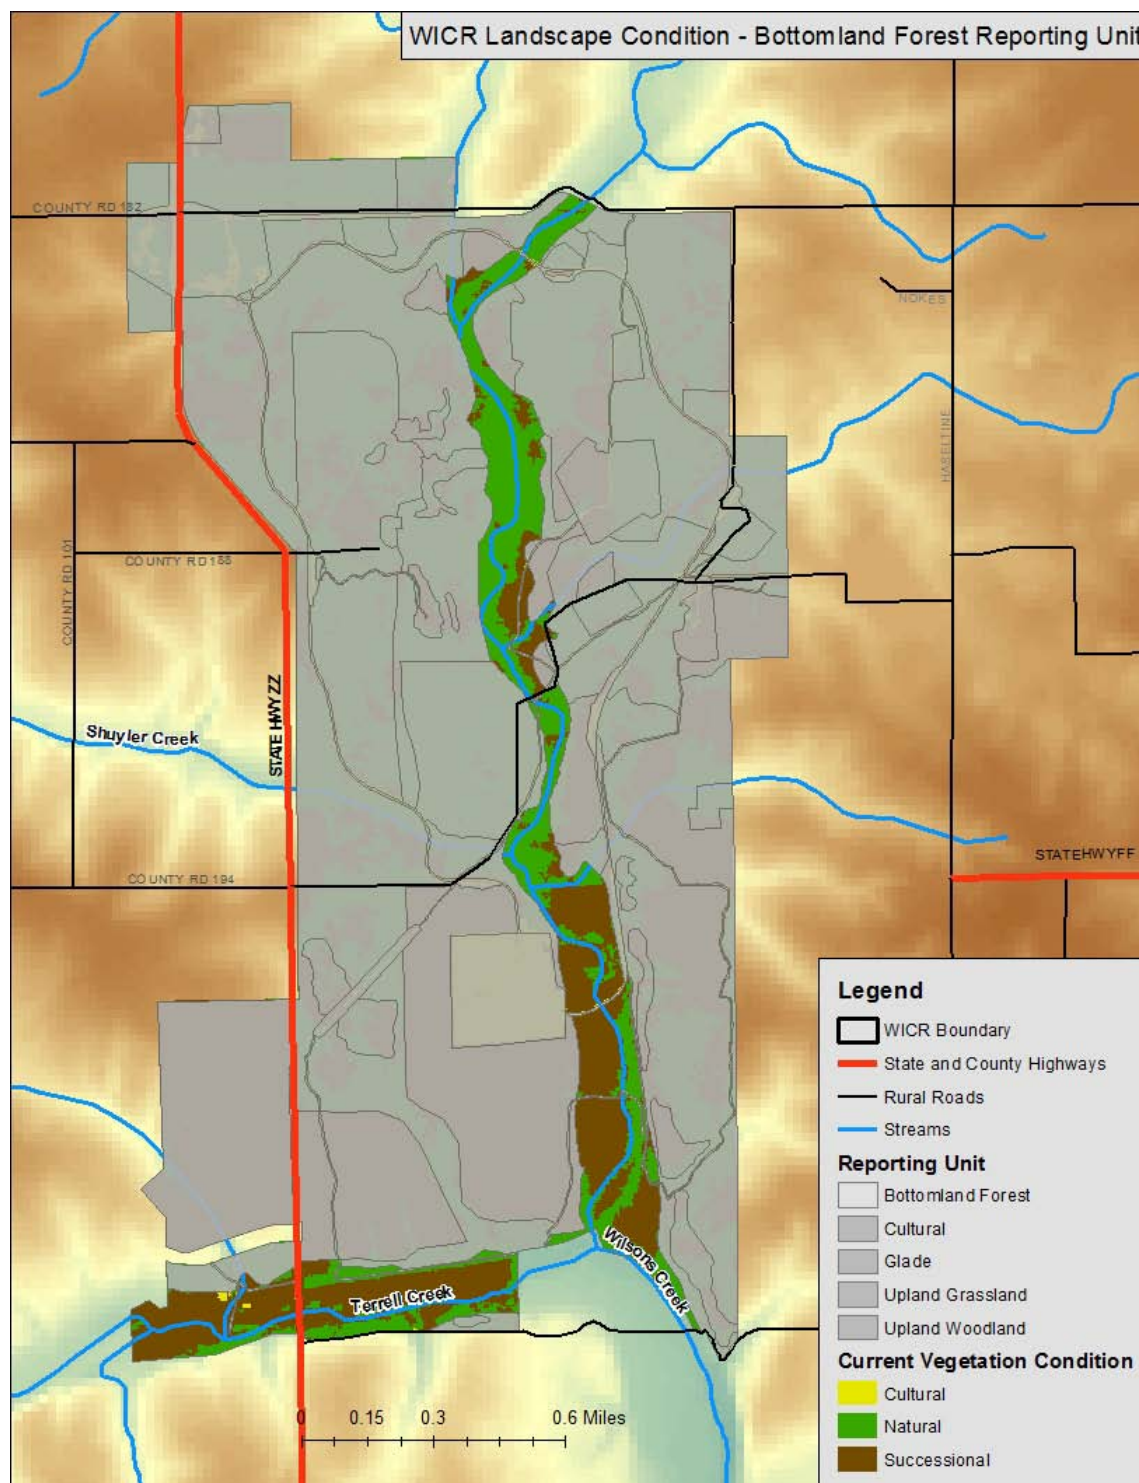 WICR Landscape Condition - Bottomland Forest Reporting Unit
COUNTY RD 182
NOKES
HASELTINE
COUNTY RD 101
COUNTY RD 188
Shuyler Creek
STATE HWY ZZ
STATE HWY FF
COUNTY RD 194
Wilsons Creek
Terrell Creek
0 0.15 0.3 0.6 Miles
Legend
WICR Boundary
State and County Highways
Rural Roads
Streams
Reporting Unit
Bottomland Forest
Cultural
Glade
Upland Grassland
Upland Woodland
Current Vegetation Condition
Cultural
Natural
Successional